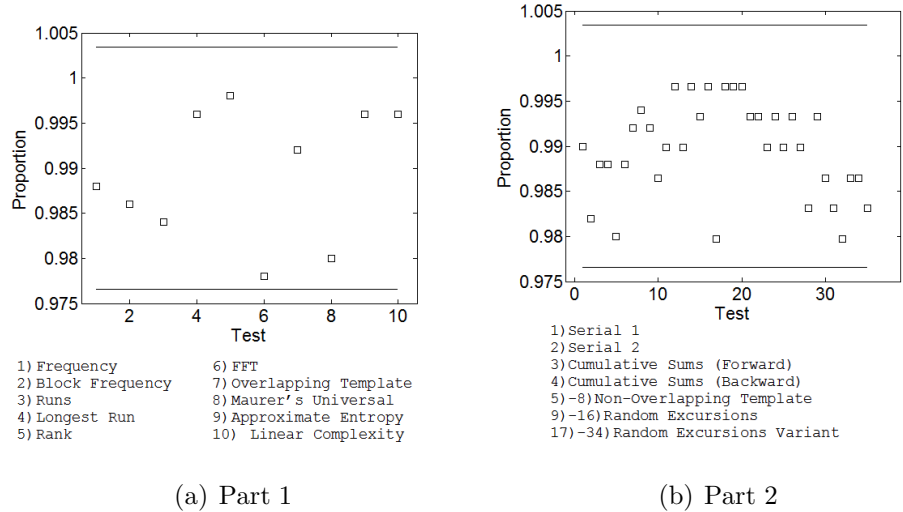 1.005
1
0.995
0.99
0.985
0.98
0.975
Proportion
2 4 6 8 10
Test
1) Frequency
2) Block Frequency
3) Runs
4) Longest Run
5) Rank
6) FFT
7) Overlapping Template
8) Maurer's Universal
9) Approximate Entropy
10) Linear Complexity
(a) Part 1
1.005
1
0.995
0.99
0.985
0.98
0.975
Proportion
0 10 20 30
Test
1)Serial 1
2)Serial 2
3)Cumulative Sums (Forward)
4)Cumulative Sums (Backward)
5)-8)Non-Overlapping Template
9)-16)Random Excursions
17)-34)Random Excursions Variant
(b) Part 2